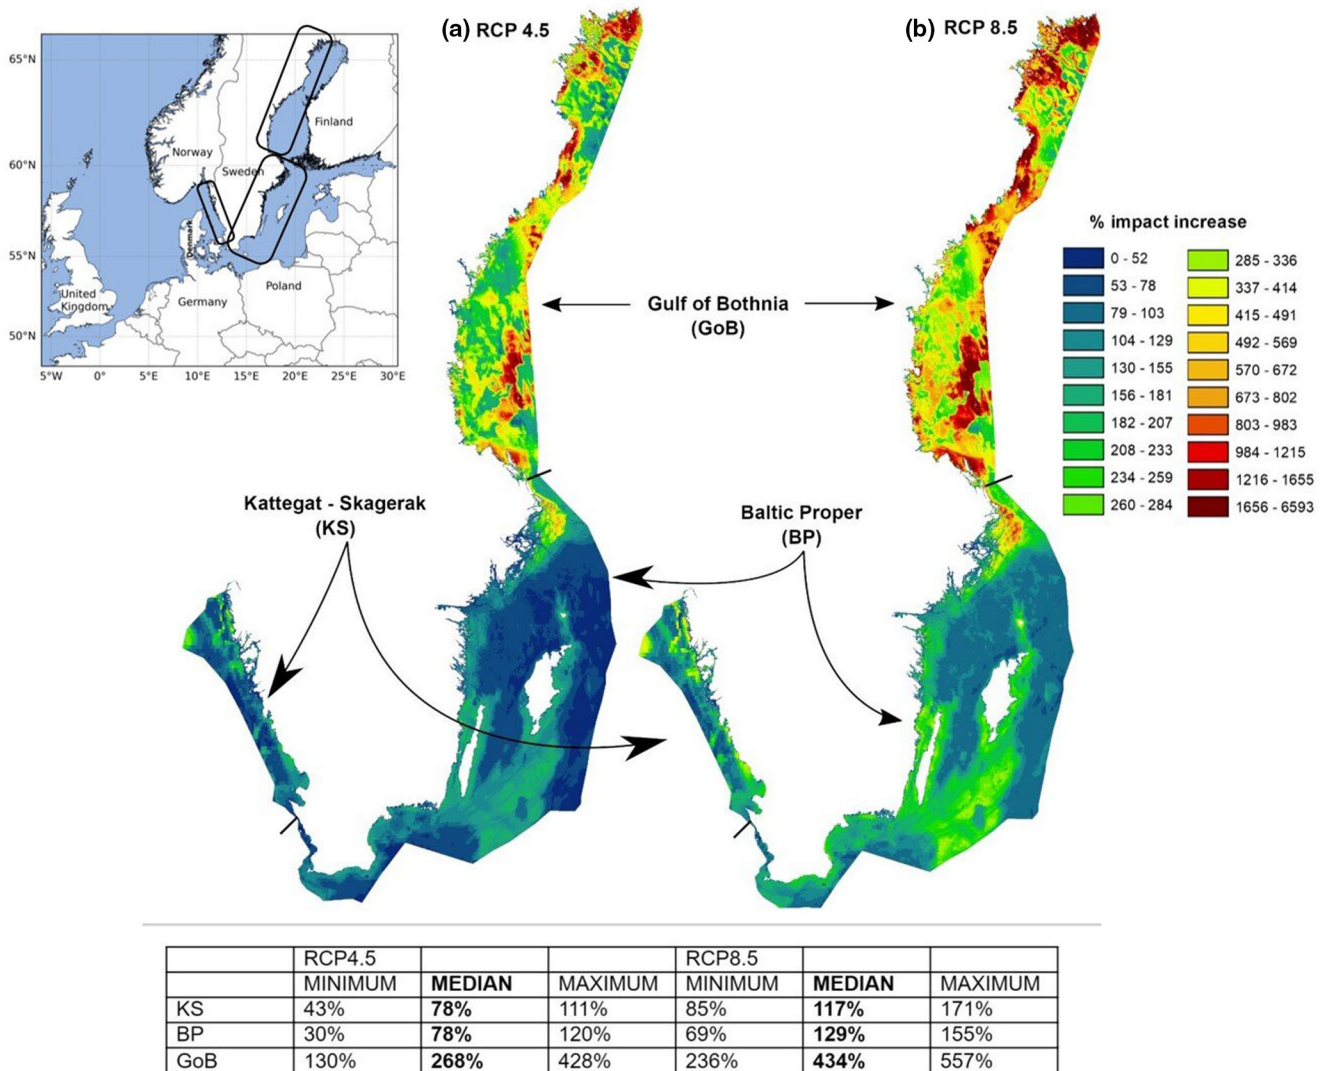 (a) RCP 4.5
(b) RCP 8.5
65°N
60°N
55°N
50°N
5°W
0°
5°E
10°E
15°E
20°E
25°E
30°E
Norway
Sweden
Finland
Denmark
United
Kingdom
Germany
Poland
% impact increase
0 - 52
53 - 78
79 - 103
104 - 129
130 - 155
156 - 181
182 - 207
208 - 233
234 - 259
260 - 284
285 - 336
337 - 414
415 - 491
492 - 569
570 - 672
673 - 802
803 - 983
984 - 1215
1216 - 1655
1656 - 6593
Gulf of Bothnia
(GoB)
Kattegat - Skagerak
(KS)
Baltic Proper
(BP)
RCP4.5 RCP8.5
MINIMUM MEDIAN MAXIMUM MINIMUM MEDIAN MAXIMUM
KS 43% 78% 111% 85% 117% 171%
BP 30% 78% 120% 69% 129% 155%
GoB 130% 268% 428% 236% 434% 557%